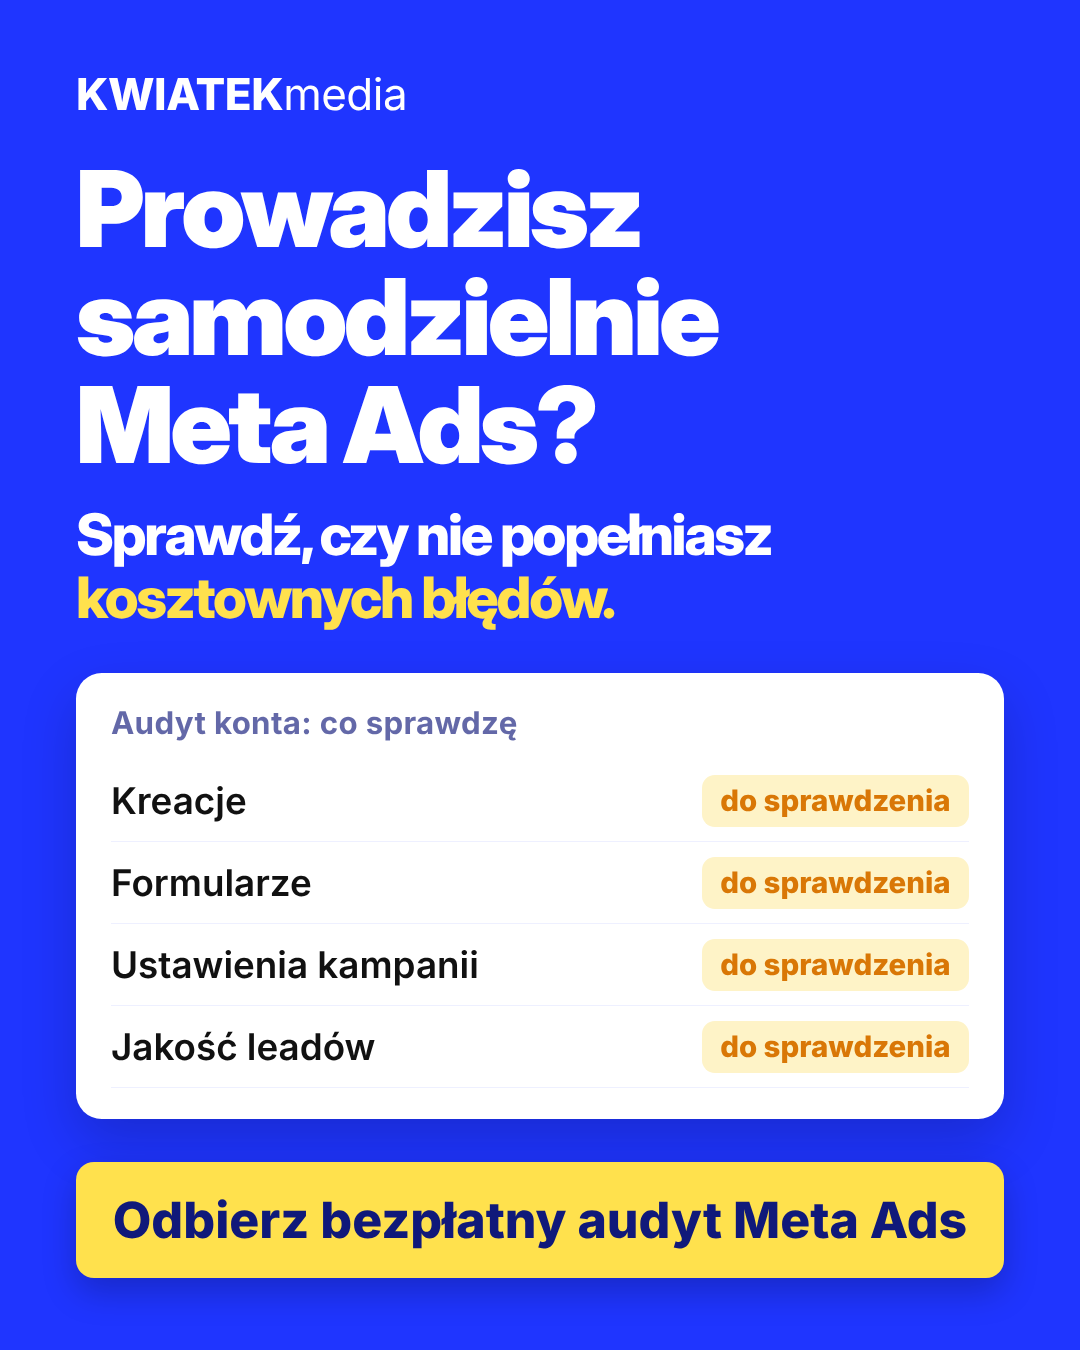 KWIATEKmedia
Prowadzisz
samodzielnie
Meta Ads?
Sprawdź, czy nie popełniasz
kosztownych błędów.
Audyt konta: co sprawdzę
Kreacje do sprawdzenia
Formularze do sprawdzenia
Ustawienia kampanii do sprawdzenia
Jakość leadów do sprawdzenia
Odbierz bezpłatny audyt Meta Ads